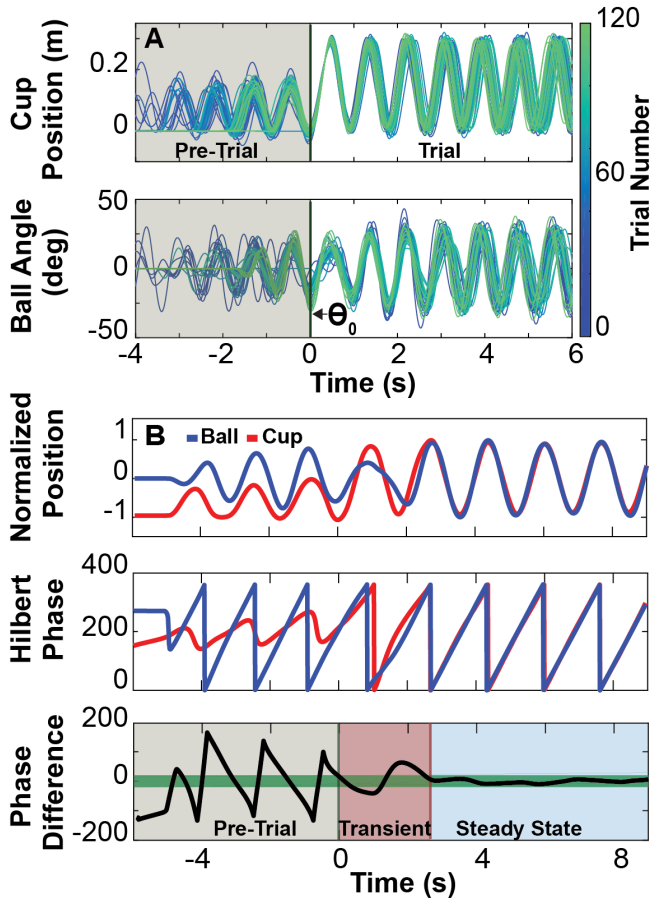 A
Cup
Position (m)
0.2
0
Pre-Trial
Trial
120
60
0
Trial Number
Ball Angle
(deg)
50
0
-50
Θ0
-4
-2
0
2
4
6
Time (s)
B
Ball
Cup
Normalized
Position
1
0
-1
Hilbert
Phase
400
200
0
Phase
Difference
200
0
-200
Pre-Trial
Transient
Steady State
-4
0
4
8
Time (s)